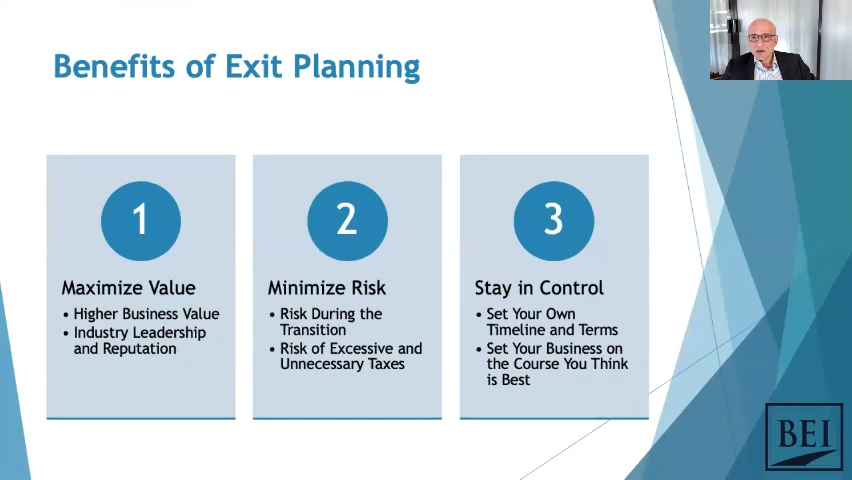 Benefits of Exit Planning
1
Maximize Value
• Higher Business Value
• Industry Leadership
and Reputation
2
Minimize Risk
• Risk During the
Transition
• Risk of Excessive and
Unnecessary Taxes
3
Stay in Control
• Set Your Own
Timeline and Terms
• Set Your Business on
the Course You Think
is Best
BEI